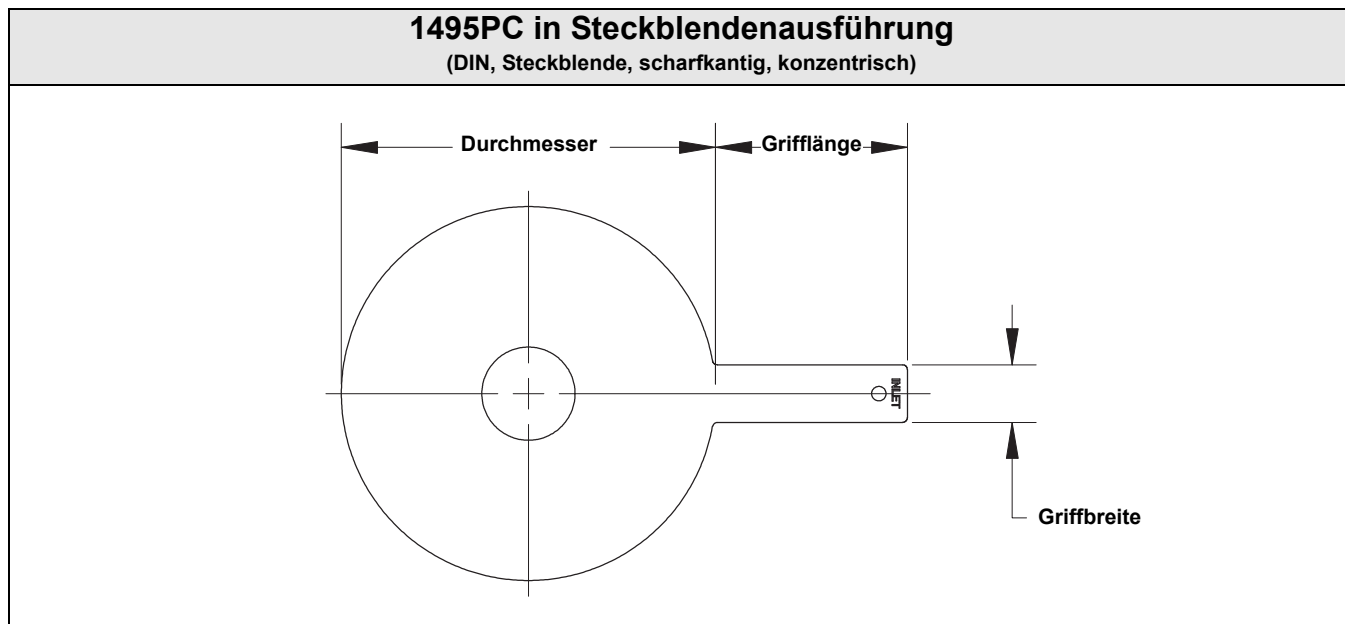 1495PC in Steckblendenausführung
(DIN, Steckblende, scharfkantig, konzentrisch)
Durchmesser
Grifflänge
INLET
Griffbreite